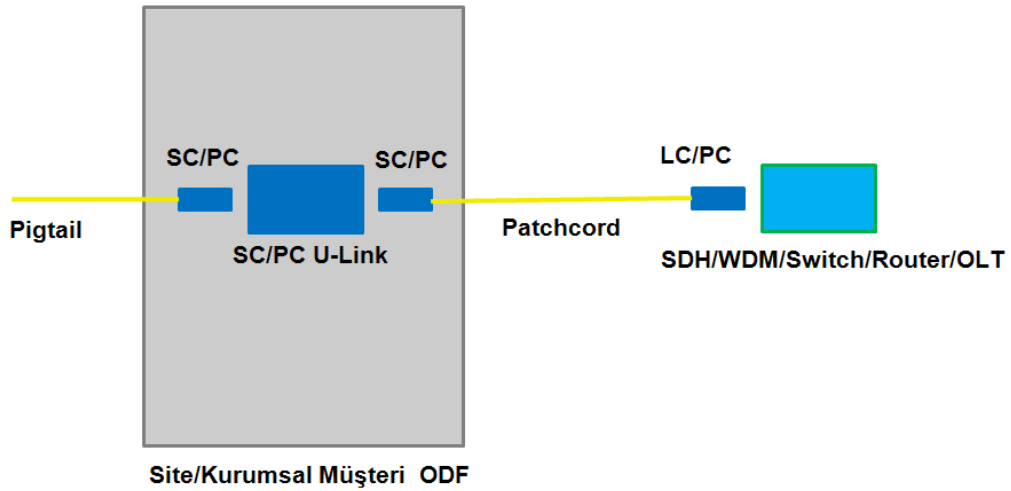 SC/PC
SC/PC
LC/PC
Pigtail
SC/PC U-Link
Patchcord
SDH/WDM/Switch/Router/OLT
Site/Kurumsal Müşteri ODF